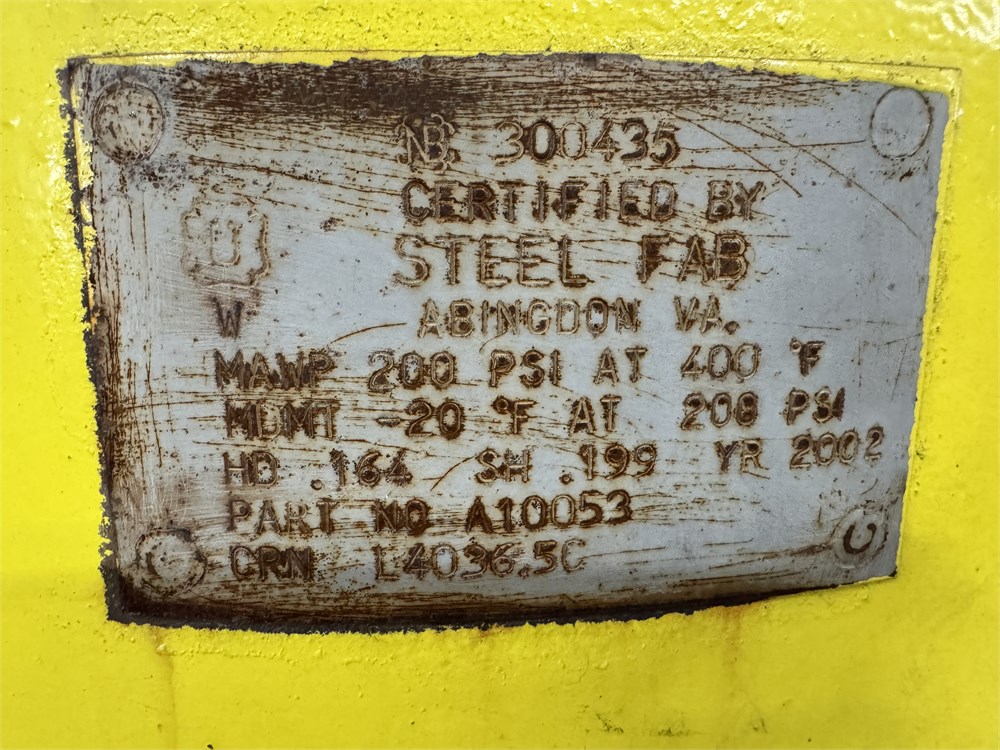 NB. 300435
CERTIFIED BY
U
STEEL FAB
W
ABINGDON VA.
MAWP 200 PSI AT 400 °F
MDMT -20 °F AT 200 PSI
HD .164 SH .199 YR 2002
PART NO A10053
CRN L4036.5C